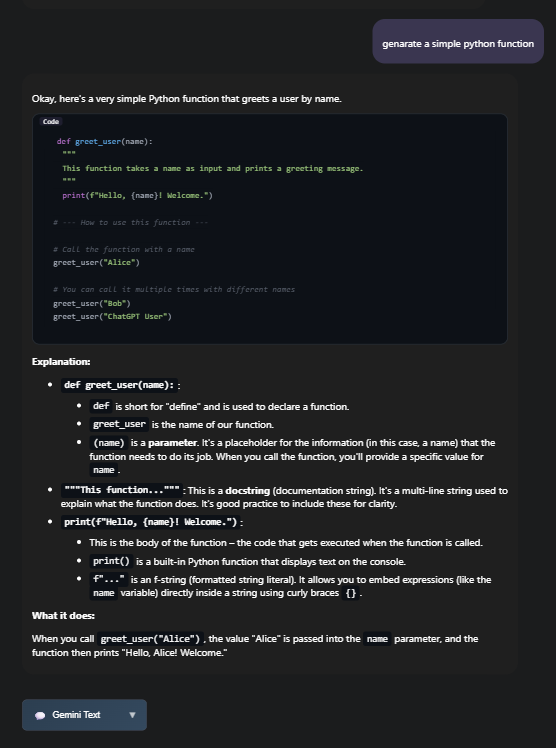 genarate a simple python function
Okay, here's a very simple Python function that greets a user by name.
Code
def greet_user(name):
"""
This function takes a name as input and prints a greeting message.
"""
print(f"Hello, {name}! Welcome.")
# --- How to use this function ---
# Call the function with a name
greet_user("Alice")
# You can call it multiple times with different names
greet_user("Bob")
greet_user("ChatGPT User")
Explanation:
• def greet_user(name): :
• def is short for "define" and is used to declare a function.
• greet_user is the name of our function.
• (name) is a parameter. It's a placeholder for the information (in this case, a name) that the
function needs to do its job. When you call the function, you'll provide a specific value for
name .
• """This function...""" : This is a docstring (documentation string). It's a multi-line string used to
explain what the function does. It's good practice to include these for clarity.
• print(f"Hello, {name}! Welcome.") :
• This is the body of the function – the code that gets executed when the function is called.
• print() is a built-in Python function that displays text on the console.
• f"..." is an f-string (formatted string literal). It allows you to embed expressions (like the
name variable) directly inside a string using curly braces {} .
What it does:
When you call greet_user("Alice") , the value "Alice" is passed into the name parameter, and the
function then prints "Hello, Alice! Welcome."
Gemini Text